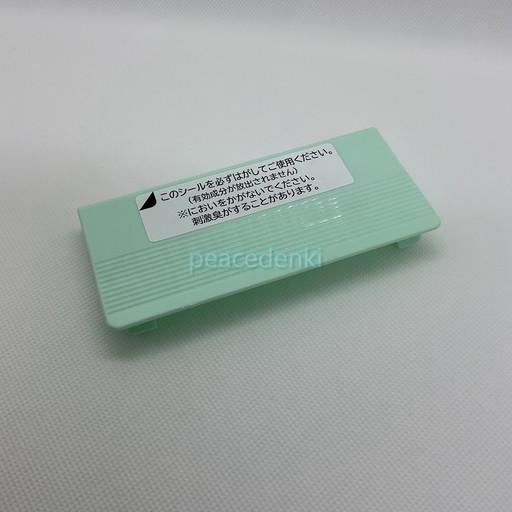 このシールを必ずはがしてご使用ください。
（有効成分が放出されません）
※においをかがないでください。
刺激臭がすることがあります。
peacedenki